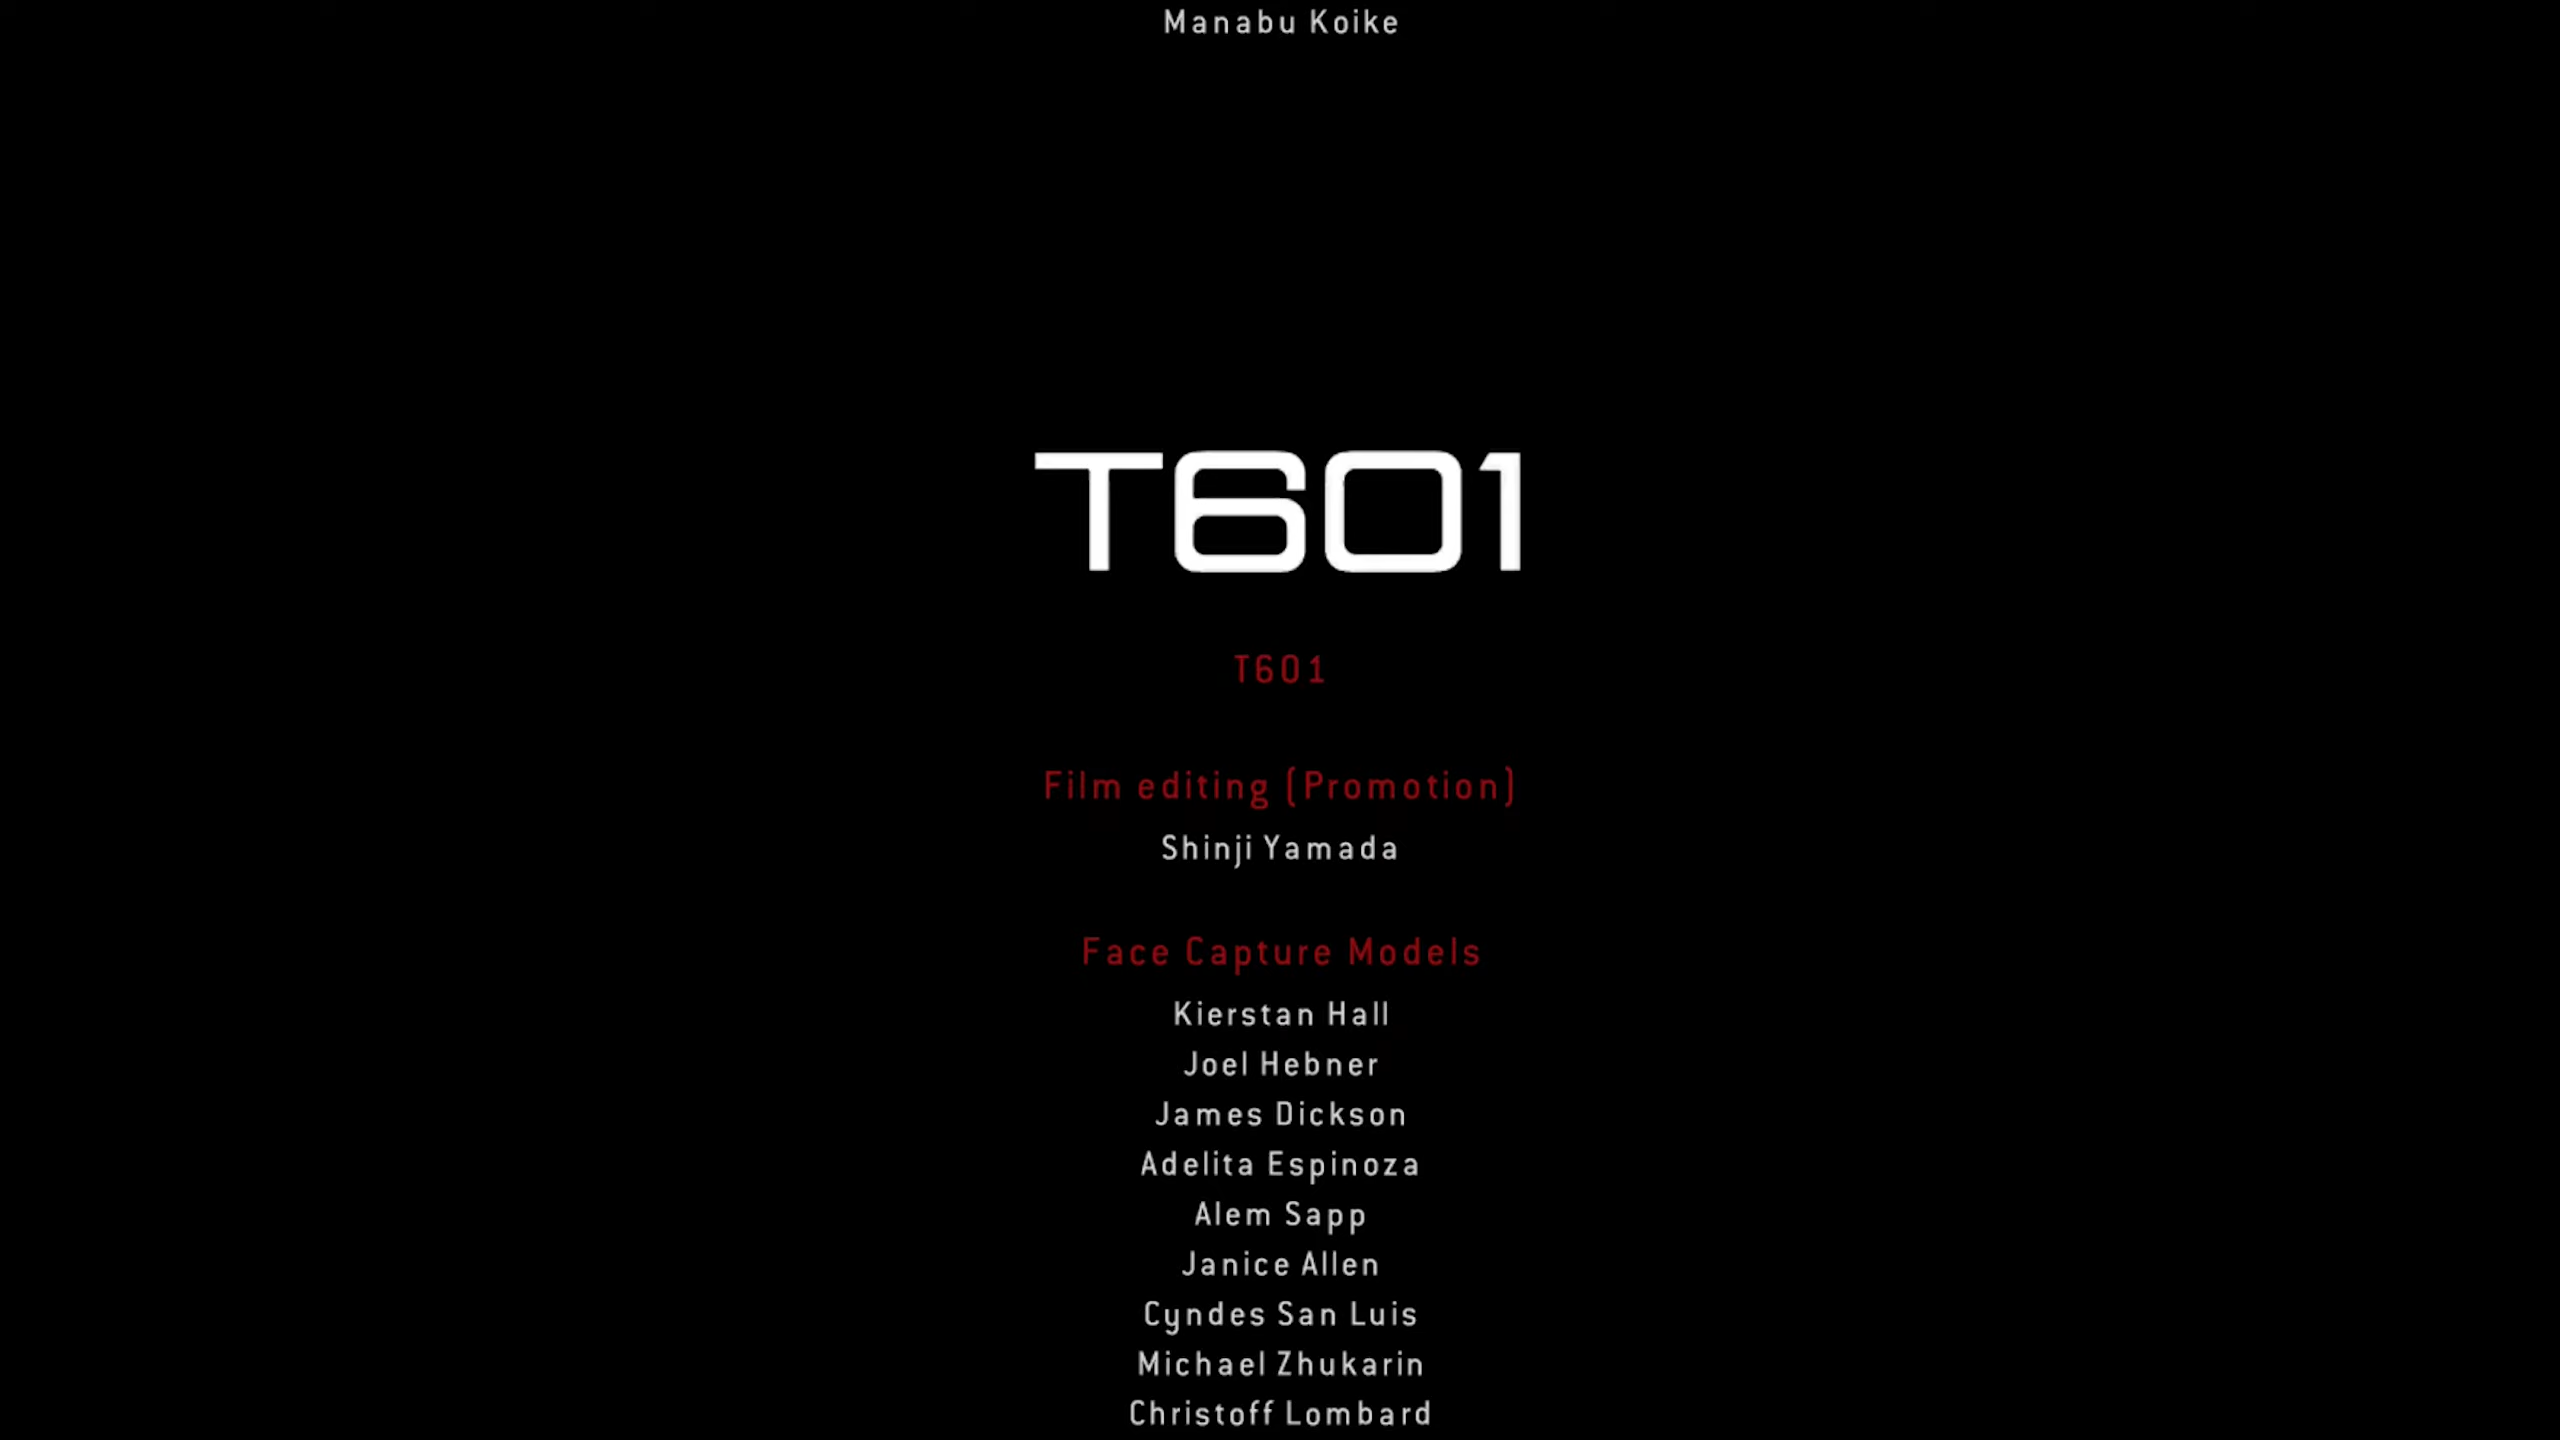 Manabu Koike
T601
T601
Film editing (Promotion)
Shinji Yamada
Face Capture Models
Kierstan Hall
Joel Hebner
James Dickson
Adelita Espinoza
Alem Sapp
Janice Allen
Cyndes San Luis
Michael Zhukarin
Christoff Lombard